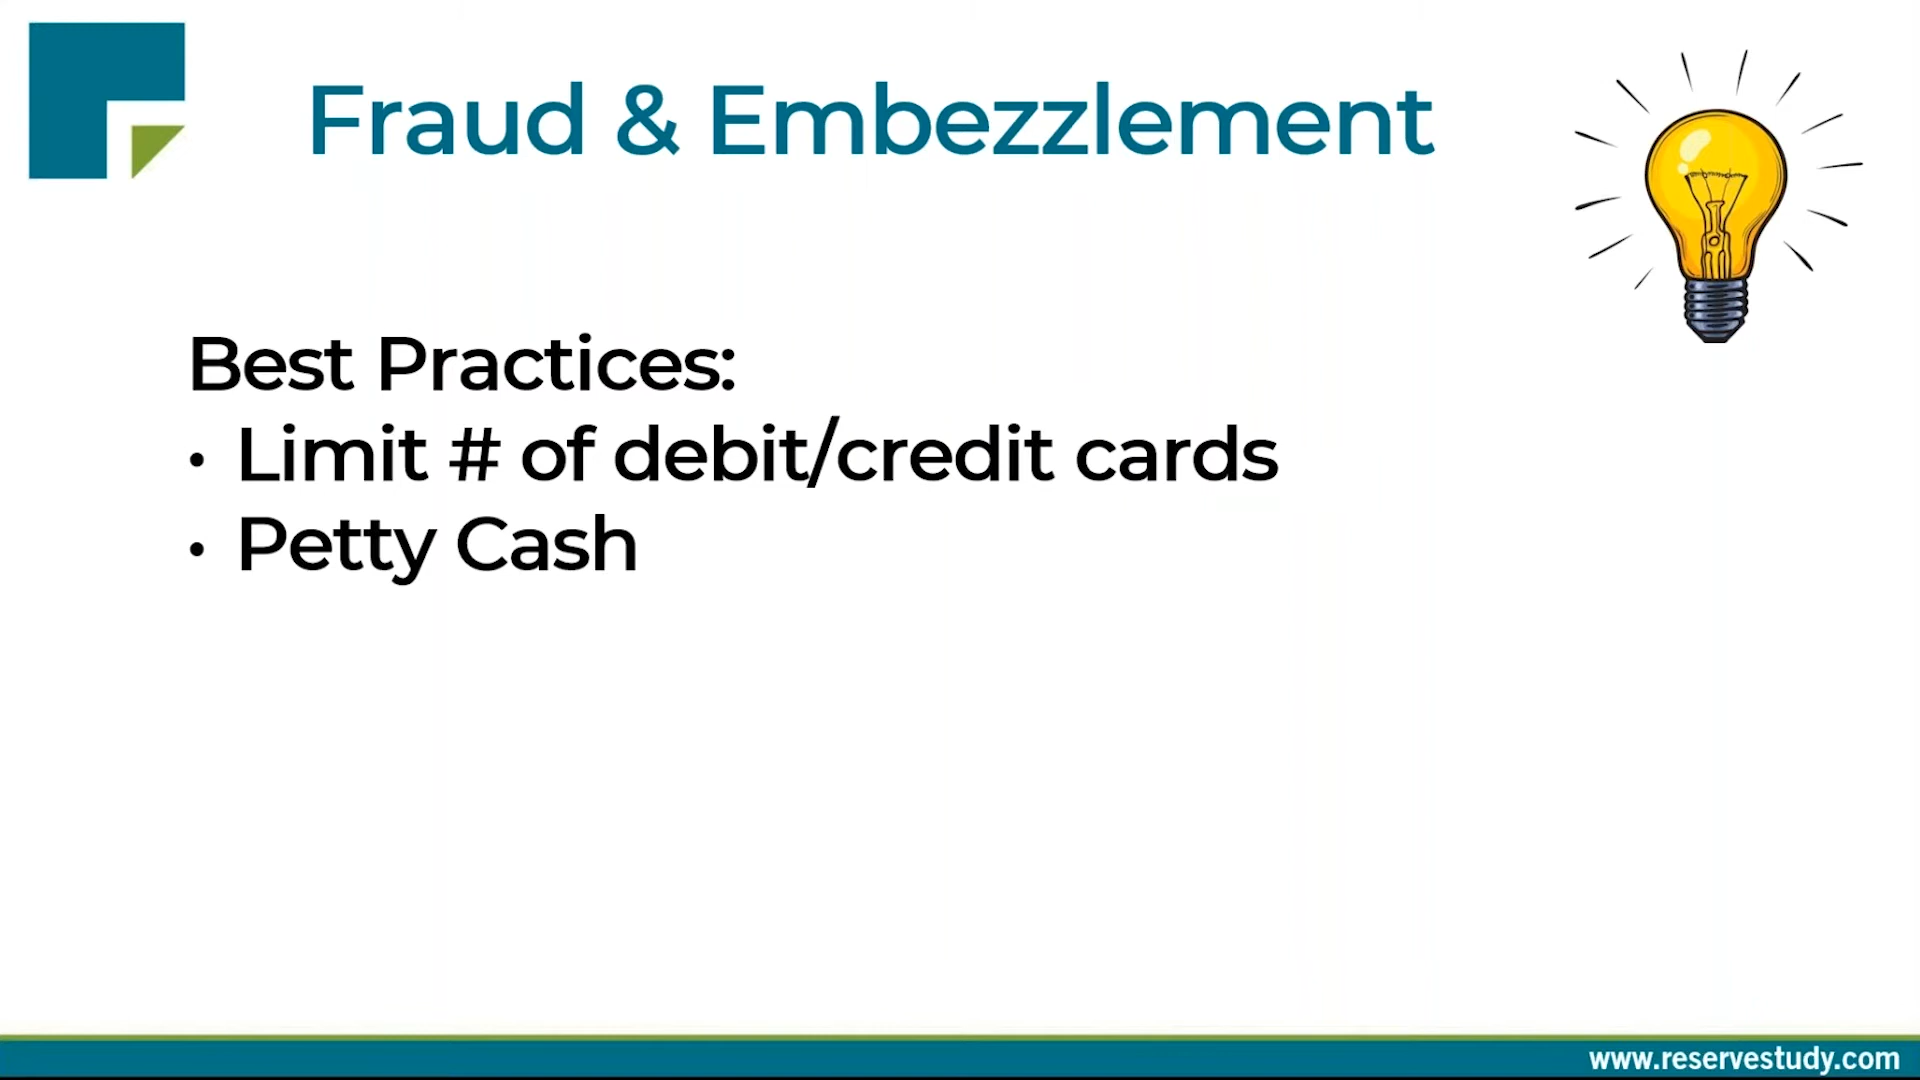 Fraud & Embezzlement
Best Practices:
• Limit # of debit/credit cards
• Petty Cash
www.reservestudy.com